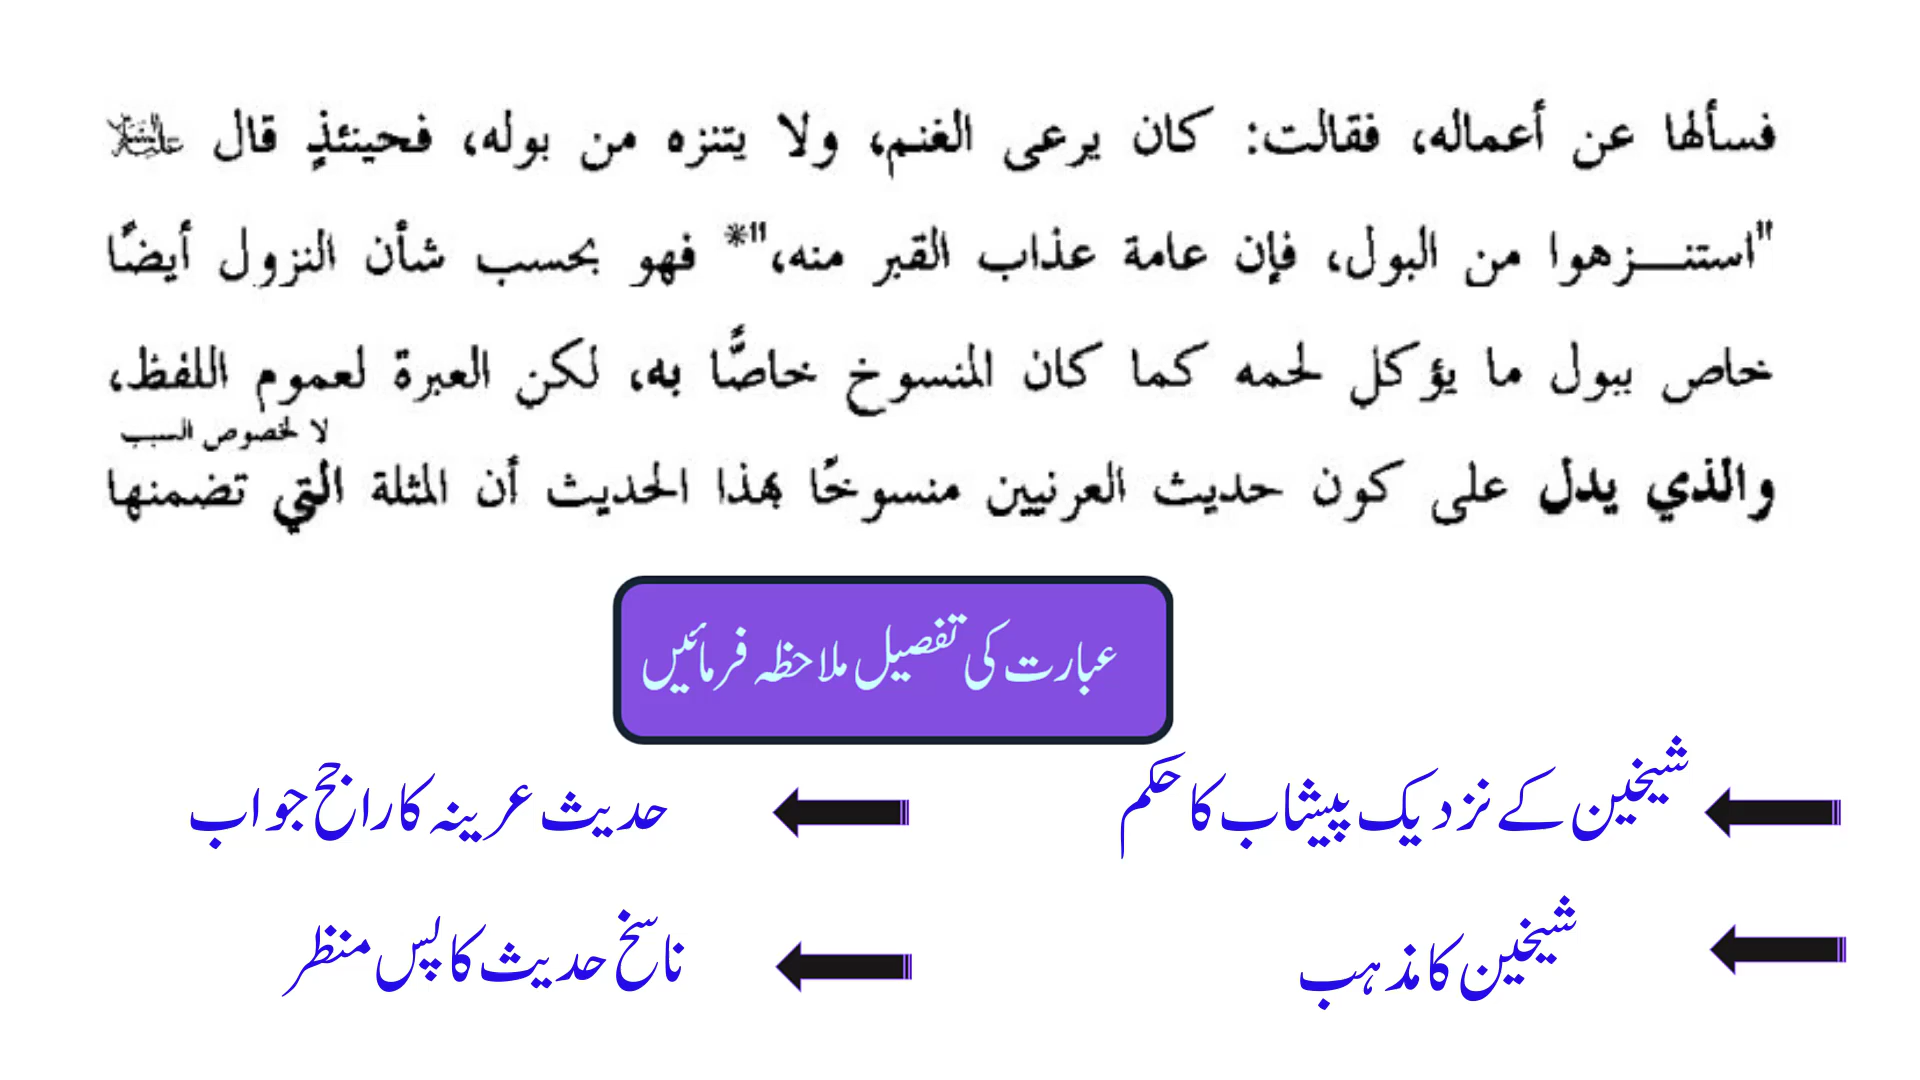 فسألها عن أعماله، فقالت: كان يرعى الغنم، ولا يتنزه من بوله، فحينئذٍ قال عليه السلام
"استنـــزهوا من البول، فإن عامة عذاب القبر منه،"* فهو بحسب شأن النزول أيضًا
خاص ببول ما يؤكل لحمه كما كان المنسوخ خاصًّا به، لكن العبرة لعموم اللفظ،
لا لخصوص السبب
والذي يدل على كون حديث العرنيين منسوخًا بهذا الحديث أن المثلة التي تضمنها
عبارت کی تفصیل ملاحظہ فرمائیں
شیخین کے نزدیک پیشاب کا حکم
حدیث عرینہ کا راجح جواب
شیخین کا مذہب
ناسخ حدیث کا پس منظر